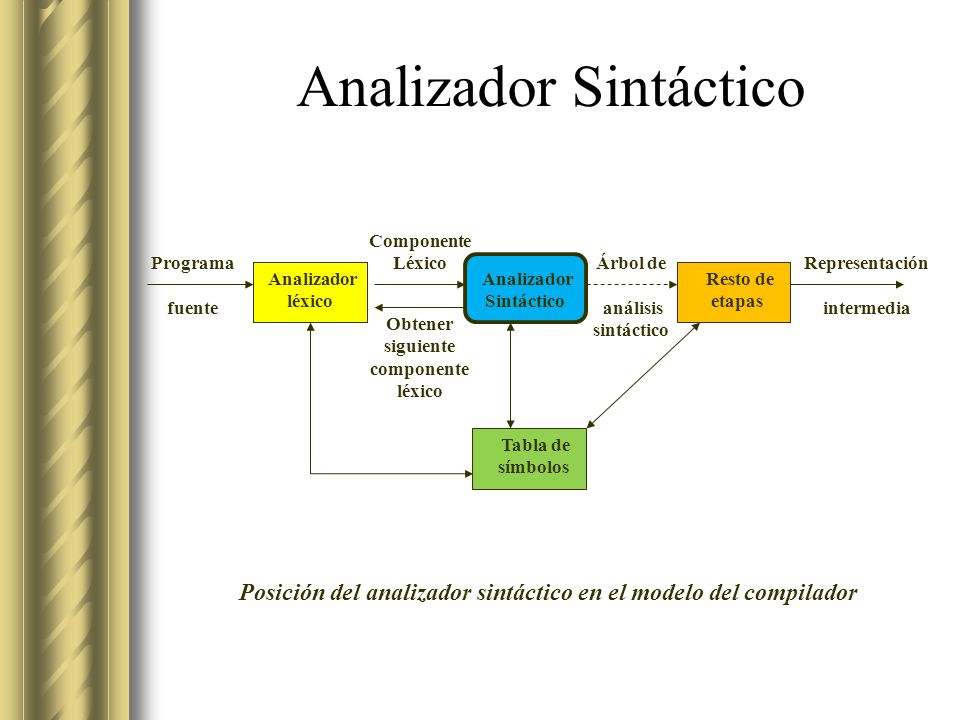 Analizador Sintáctico
Programa
fuente
Analizador
léxico
Componente
Léxico
Obtener
siguiente
componente
léxico
Analizador
Sintáctico
Árbol de
análisis
sintáctico
Resto de
etapas
Representación
intermedia
Tabla de
símbolos
Posición del analizador sintáctico en el modelo del compilador